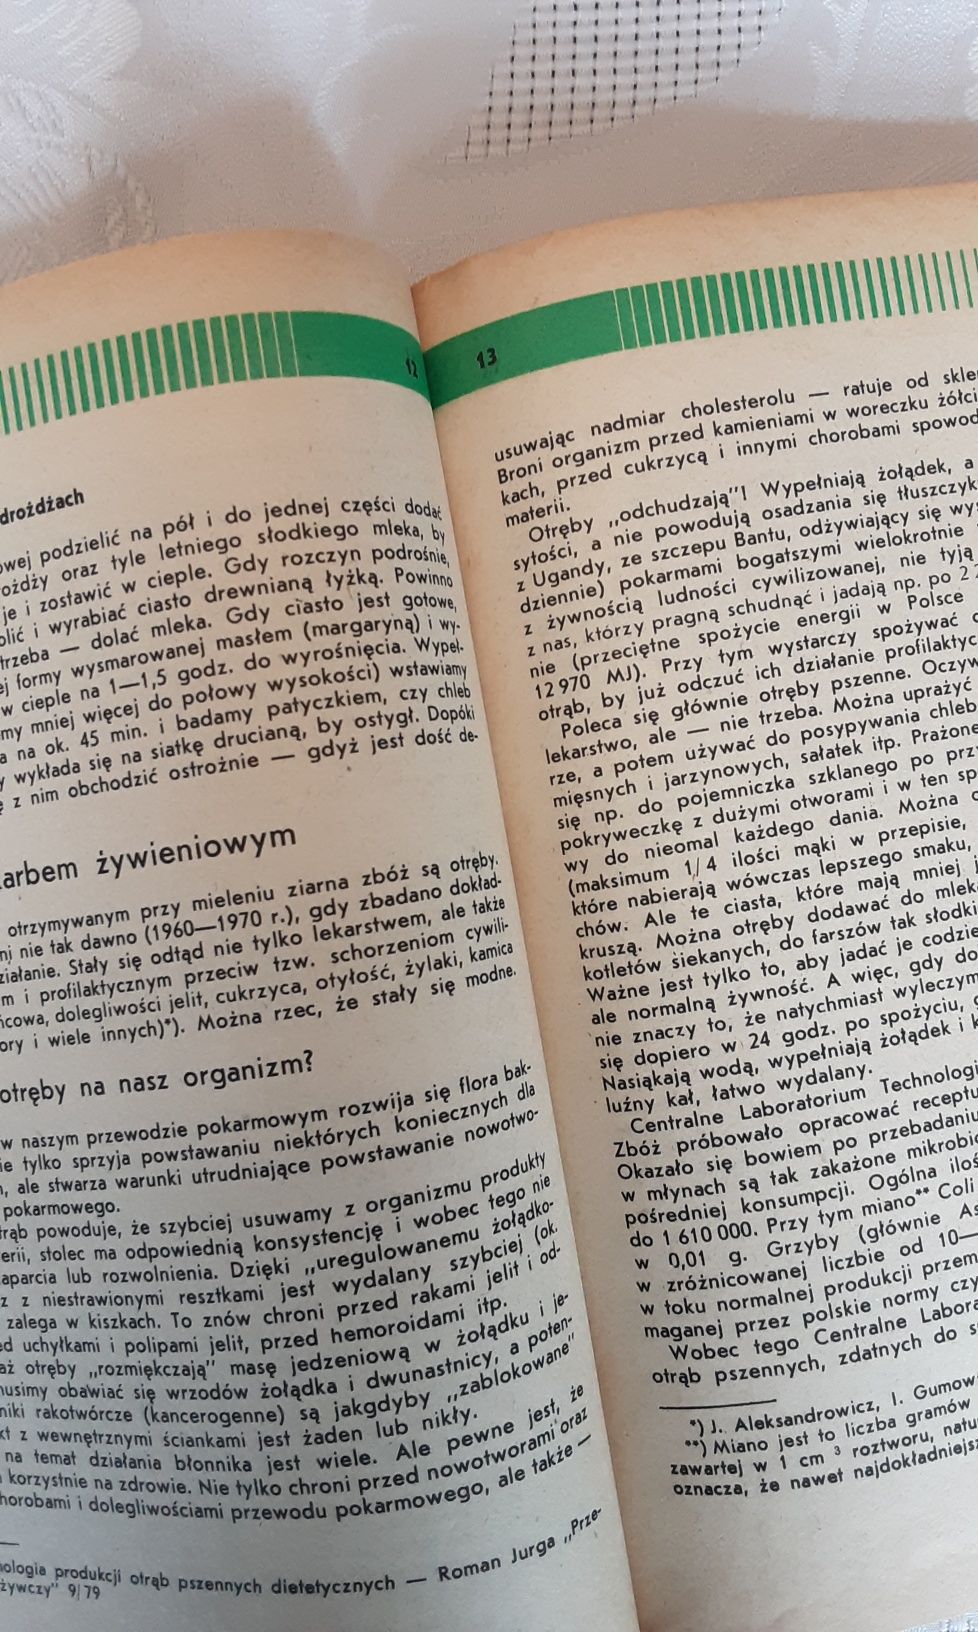 12
drożdżach
podzielić na pół i do jednej części dodać
oraz tyle letniego słodkiego mleka, by
je i zostawić w cieple. Gdy rozczyn podrośnie,
i wyrabiać ciasto drewnianą łyżką. Powinno
— dolać mleka. Gdy ciasto jest gotowe,
formy wysmarowanej masłem (margaryną) i wy-
w cieple na 1—1,5 godz. do wyrośnięcia. Wypeł-
my mniej więcej do połowy wysokości) wstawiamy
na ok. 45 min. i badamy patyczkiem, czy chleb
wykłada się na siatkę drucianą, by ostygł. Dopóki
z nim obchodzić ostrożnie — gdyż jest dość de-
arbem żywieniowym
otrzymywanym przy mieleniu ziarna zbóż są otręby.
ni nie tak dawno (1960—1970 r.), gdy zbadano dokład-
działanie. Stały się odtąd nie tylko lekarstwem, ale także
m i profilaktycznym przeciw tzw. schorzeniom cywili-
ńcowa, dolegliwości jelit, cukrzyca, otyłość, żylaki, kamica
ory i wiele innych)*). Można rzec, że stały się modne.
otręby na nasz organizm?
w naszym przewodzie pokarmowym rozwija się flora bak-
ie tylko sprzyja powstawaniu niektórych koniecznych dla
, ale stwarza warunki utrudniające powstawanie nowotwo-
pokarmowego.
trąb powoduje, że szybciej usuwamy z organizmu produkty
erii, stolec ma odpowiednią konsystencję i wobec tego nie
aparcia lub rozwolnienia. Dzięki „uregulowanemu żołądko-
z z niestrawionymi resztkami jest wydalany szybciej (ok.
zalega w kiszkach. To znów chroni przed rakami jelit i od-
ed uchyłkami i polipami jelit, przed hemoroidami itp.
aż otręby „rozmiękczają" masę jedzeniową w żołądku i je-
musimy obawiać się wrzodów żołądka i dwunastnicy, a poten-
niki rakotwórcze (kancerogenne) są jakgdyby „zablokowane"
kt z wewnętrznymi ściankami jest żaden lub nikły.
na temat działania błonnika jest wiele. Ale pewne jest, że
korzystnie na zdrowie. Nie tylko chroni przed nowotworami oraz
horobami i dolegliwościami przewodu pokarmowego, ale także —
ologia produkcji otrąb pszennych dietetycznych — Roman Jurga „Prze-
żywczy" 9/79
13
usuwając nadmiar cholesterolu — ratuje od skle
Broni organizm przed kamieniami w woreczku żółci
kach, przed cukrzycą i innymi chorobami spowod
materii.
Otręby „odchudzają"! Wypełniają żołądek, a
sytości, a nie powodują osadzania się tłuszczyk
z Ugandy, ze szczepu Bantu, odżywiający się wy
dziennie) pokarmami bogatszymi wielokrotnie
z żywnością ludności cywilizowanej, nie tyją
z nas, którzy pragną schudnąć i jadają np. po 2
nie (przeciętne spożycie energii w Polsce
12970 MJ). Przy tym wystarczy spożywać
otrąb, by już odczuć ich działanie profilaktyc
Poleca się głównie otręby pszenne. Oczyw
lekarstwo, ale — nie trzeba. Można uprażyć
rze, a potem używać do posypywania chleb
mięsnych i jarzynowych, sałatek itp. Prażone
się np. do pojemniczka szklanego po prz
pokryweczkę z dużymi otworami i w ten sp
wy do nieomal każdego dania. Można
(maksimum 1/4 ilości mąki w przepisie,
które nabierają wówczas lepszego smaku,
chów. Ale te ciasta, które mają mniej j
kruszą. Można otręby dodawać do mlek
kotletów siekanych, do farszów tak słodki
Ważne jest tylko to, aby jadać je codzie
ale normalną żywność. A więc, gdy do
nie znaczy to, że natychmiast wyleczym
się dopiero w 24 godz. po spożyciu,
Nasiąkają wodą, wypełniają żołądek i k
luźny kał, łatwo wydalany.
Centralne Laboratorium Technologi
Zbóż próbowało opracować receptu
Okazało się bowiem po przebadaniu
w młynach są tak zakażone mikrobio
pośredniej konsumpcji. Ogólna iloś
do 1 610 000. Przy tym miano** Coli
w 0,01 g. Grzyby (głównie As
w zróżnicowanej liczbie od 10—
w toku normalnej produkcji przem
maganej przez polskie normy czy
Wobec tego Centralne Labora
otrąb pszennych, zdatnych do s
*) J. Aleksandrowicz, I. Gumow
**) Miano jest to liczba gramów
zawartej w 1 cm ³ roztworu, natu
oznacza, że nawet najdokładniejsz